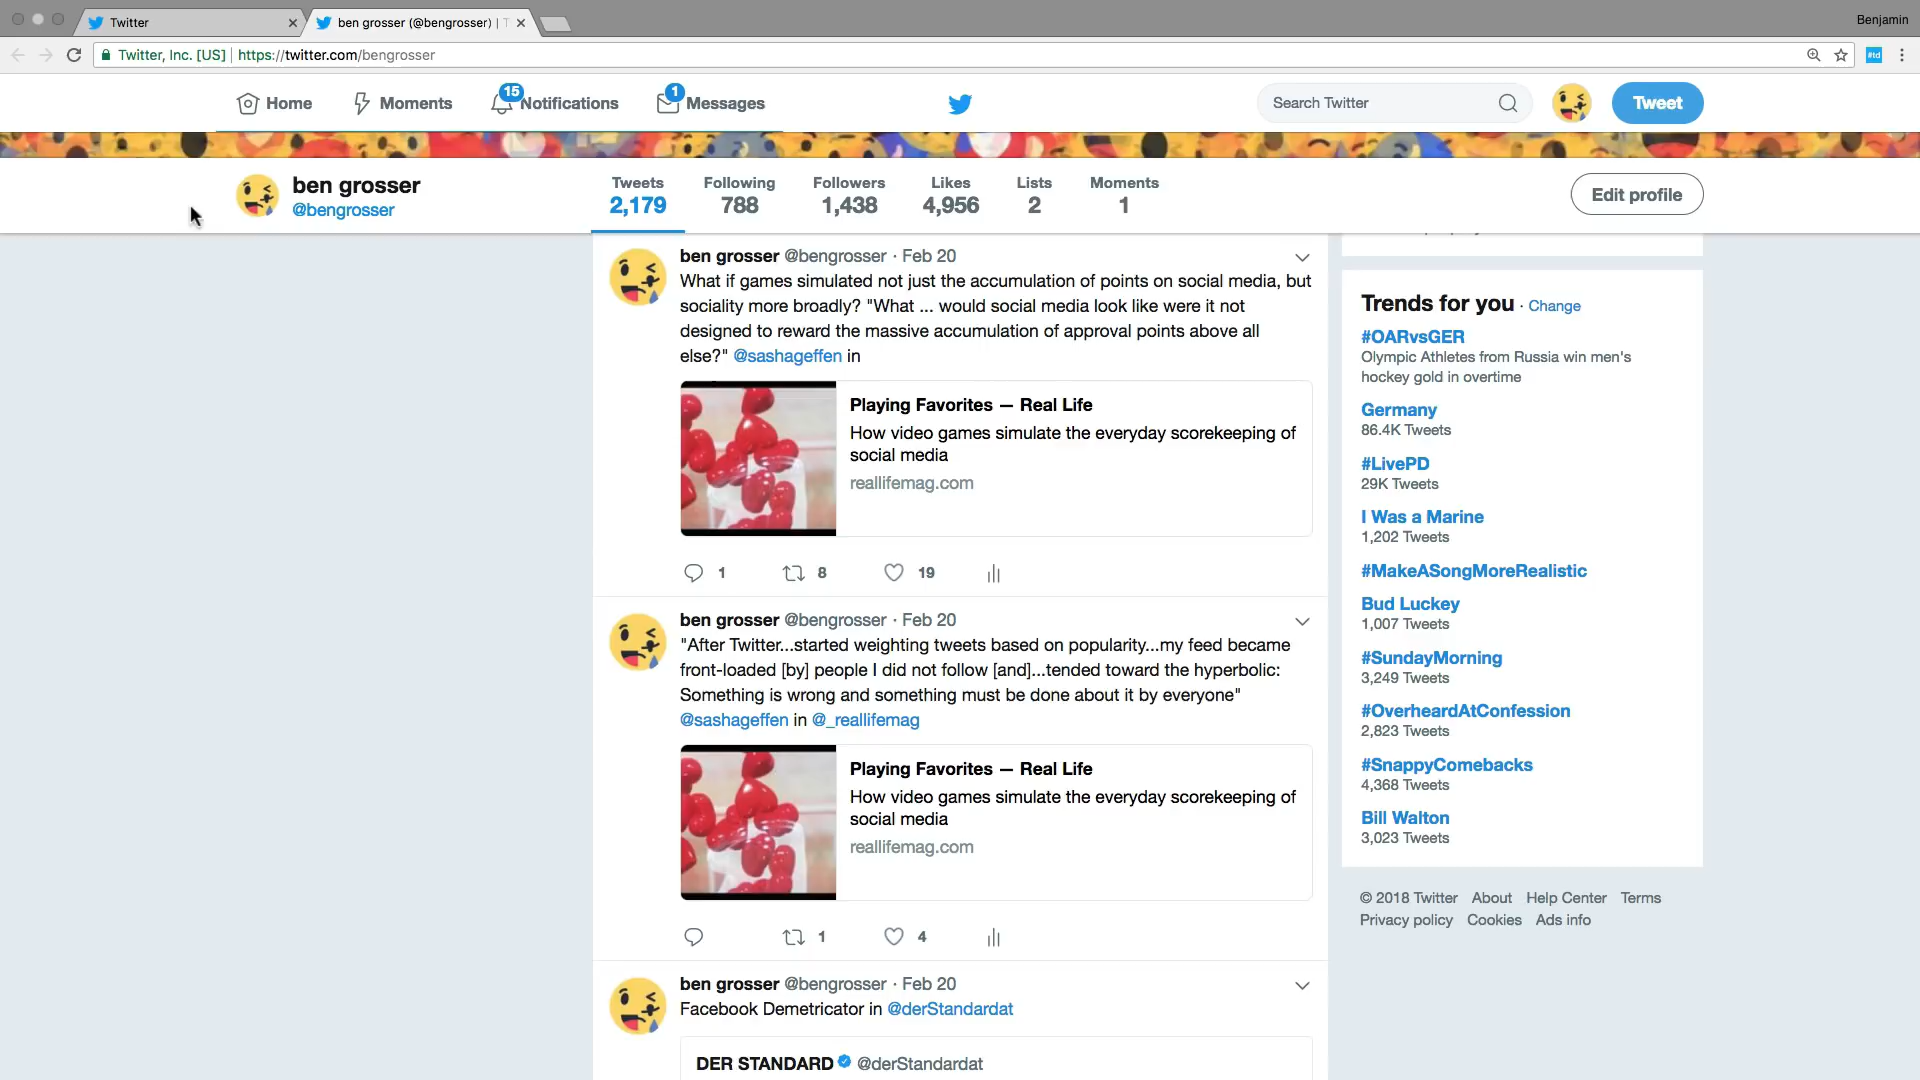 Twitter
ben grosser (@bengrosser) | T
Benjamin
Twitter, Inc. [US] | https://twitter.com/bengrosser
#td
Home
Moments
15
Notifications
1
Messages
Search Twitter
Tweet
ben grosser
@bengrosser
Tweets
2,179
Following
788
Followers
1,438
Likes
4,956
Lists
2
Moments
1
Edit profile
ben grosser @bengrosser · Feb 20
What if games simulated not just the accumulation of points on social media, but
sociality more broadly? "What ... would social media look like were it not
designed to reward the massive accumulation of approval points above all
else?" @sashageffen in
Playing Favorites — Real Life
How video games simulate the everyday scorekeeping of
social media
reallifemag.com
1 8 19
ben grosser @bengrosser · Feb 20
"After Twitter...started weighting tweets based on popularity...my feed became
front-loaded [by] people I did not follow [and]...tended toward the hyperbolic:
Something is wrong and something must be done about it by everyone"
@sashageffen in @_reallifemag
Playing Favorites — Real Life
How video games simulate the everyday scorekeeping of
social media
reallifemag.com
1 4
ben grosser @bengrosser · Feb 20
Facebook Demetricator in @derStandardat
DER STANDARD @derStandardat
Trends for you · Change
#OARvsGER
Olympic Athletes from Russia win men's
hockey gold in overtime
Germany
86.4K Tweets
#LivePD
29K Tweets
I Was a Marine
1,202 Tweets
#MakeASongMoreRealistic
Bud Luckey
1,007 Tweets
#SundayMorning
3,249 Tweets
#OverheardAtConfession
2,823 Tweets
#SnappyComebacks
4,368 Tweets
Bill Walton
3,023 Tweets
© 2018 Twitter About Help Center Terms
Privacy policy Cookies Ads info